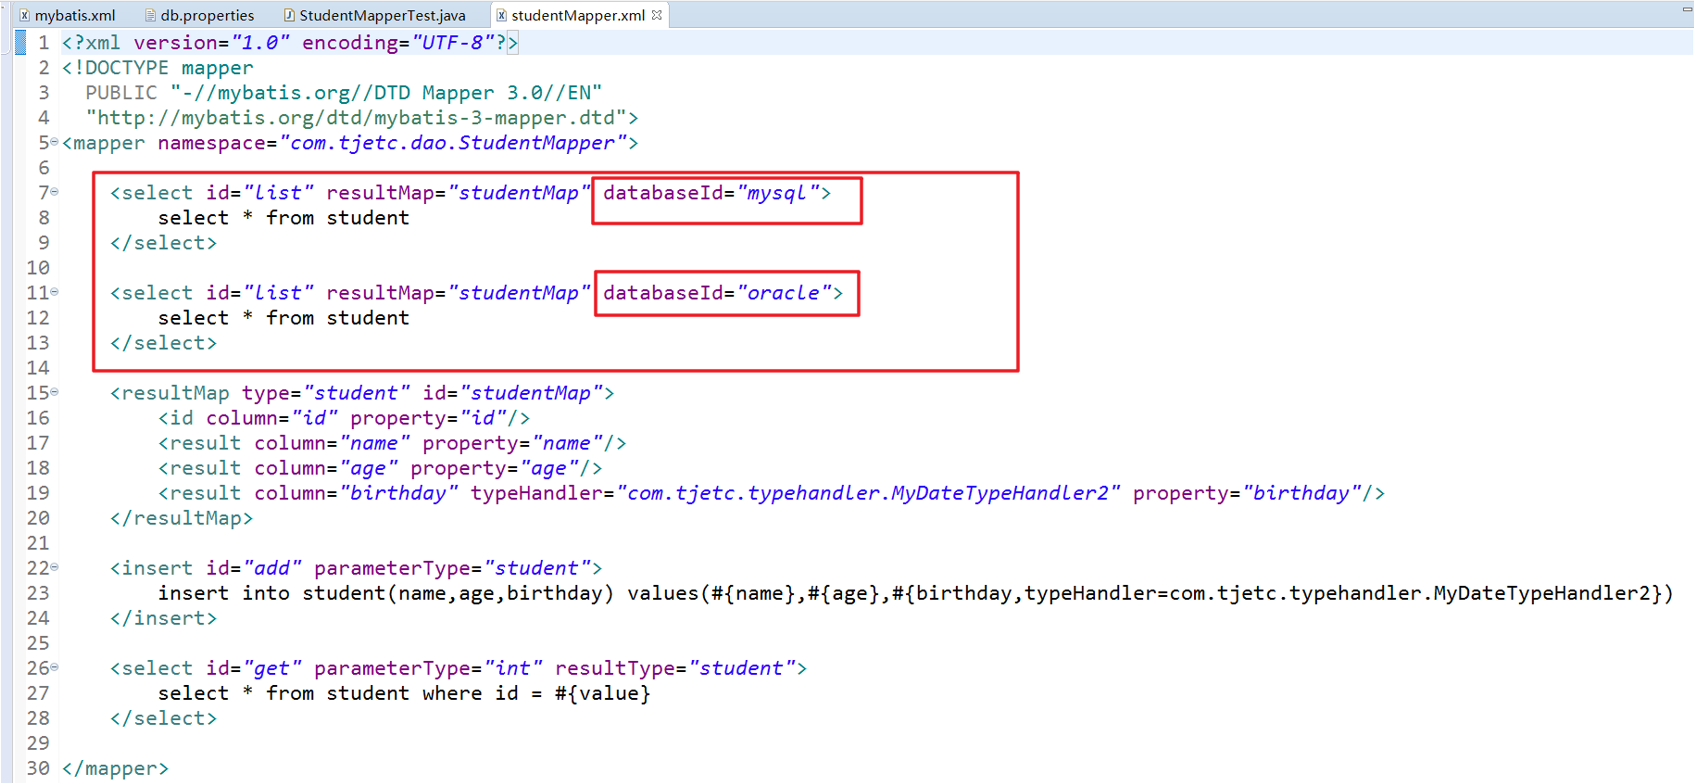 mybatis.xml db.properties StudentMapperTest.java studentMapper.xml
1 <?xml version="1.0" encoding="UTF-8"?>
2 <!DOCTYPE mapper
3   PUBLIC "-//mybatis.org//DTD Mapper 3.0//EN"
4   "http://mybatis.org/dtd/mybatis-3-mapper.dtd">
5 <mapper namespace="com.tjetc.dao.StudentMapper">
6
7     <select id="list" resultMap="studentMap" databaseId="mysql">
8         select * from student
9     </select>
10
11     <select id="list" resultMap="studentMap" databaseId="oracle">
12         select * from student
13     </select>
14
15     <resultMap type="student" id="studentMap">
16         <id column="id" property="id"/>
17         <result column="name" property="name"/>
18         <result column="age" property="age"/>
19         <result column="birthday" typeHandler="com.tjetc.typehandler.MyDateTypeHandler2" property="birthday"/>
20     </resultMap>
21
22     <insert id="add" parameterType="student">
23         insert into student(name,age,birthday) values(#{name},#{age},#{birthday,typeHandler=com.tjetc.typehandler.MyDateTypeHandler2})
24     </insert>
25
26     <select id="get" parameterType="int" resultType="student">
27         select * from student where id = #{value}
28     </select>
29
30 </mapper>